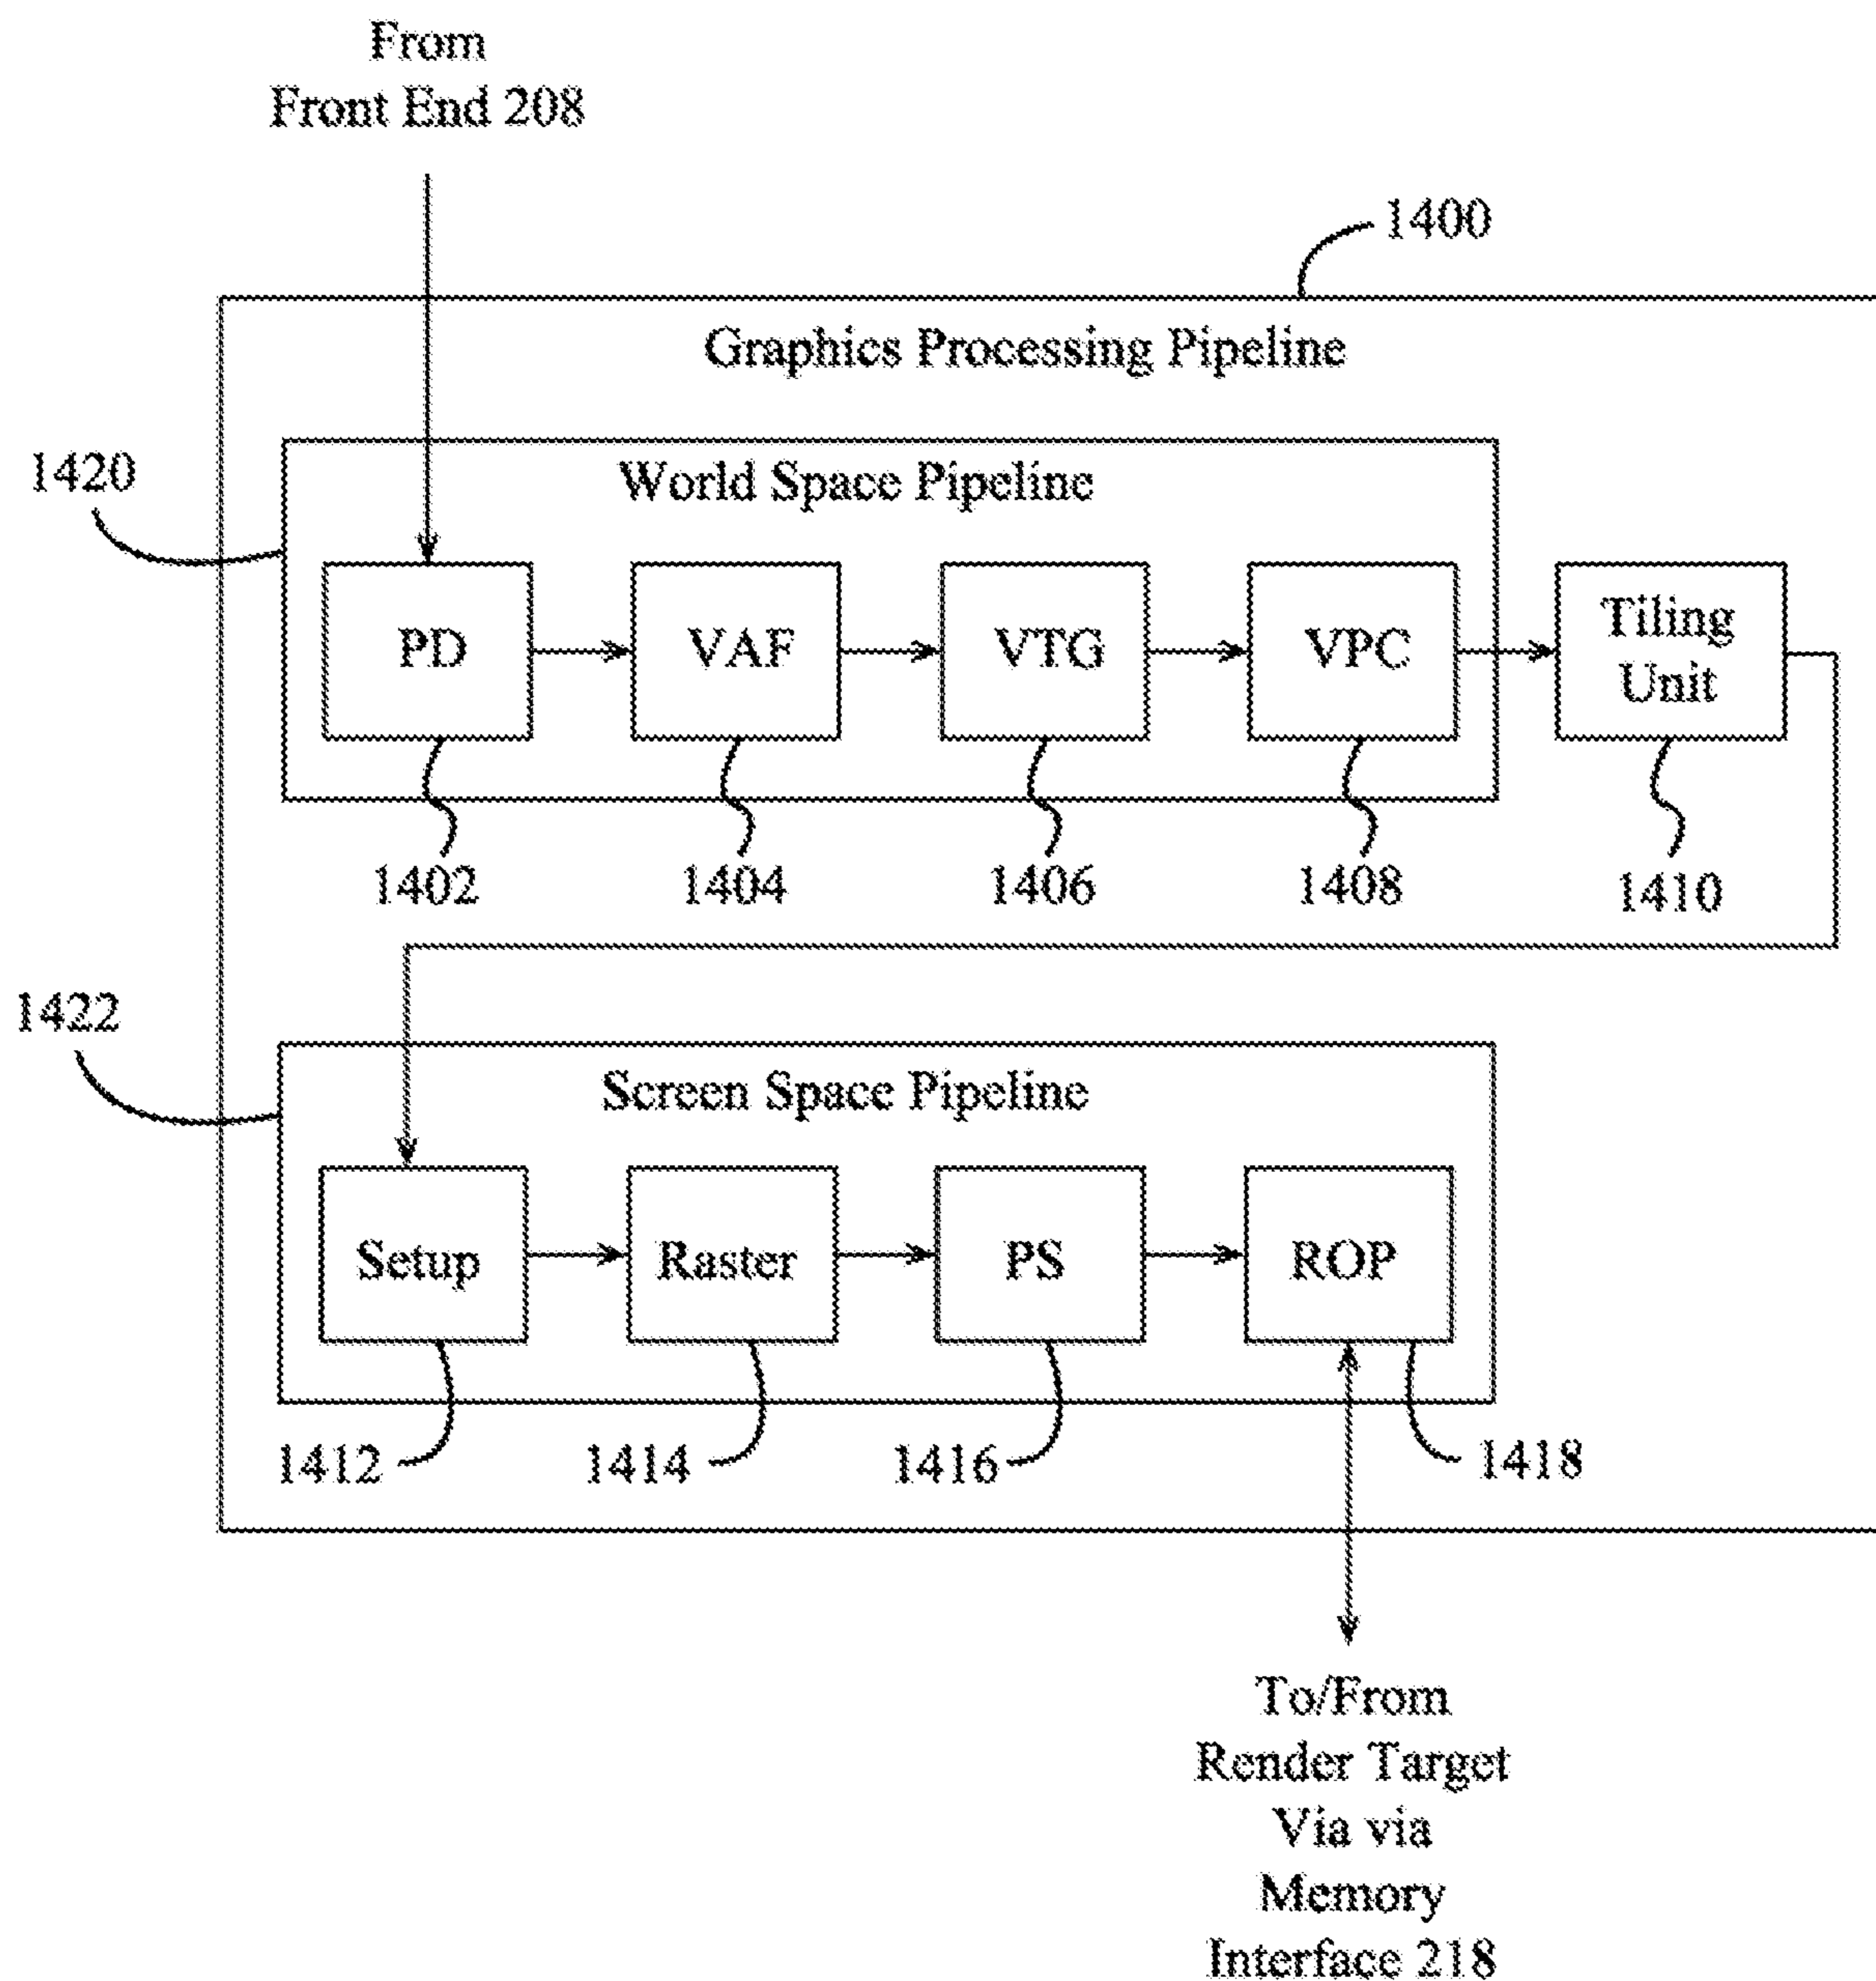 From
Front End 208
1400
Graphics Processing Pipeline
1420
World Space Pipeline
PD
VAF
VTG
VPC
Tiling
Unit
1402
1404
1406
1408
1410
1422
Screen Space Pipeline
Setup
Raster
PS
ROP
1412
1414
1416
1418
To/From
Render Target
Via via
Memory
Interface 218